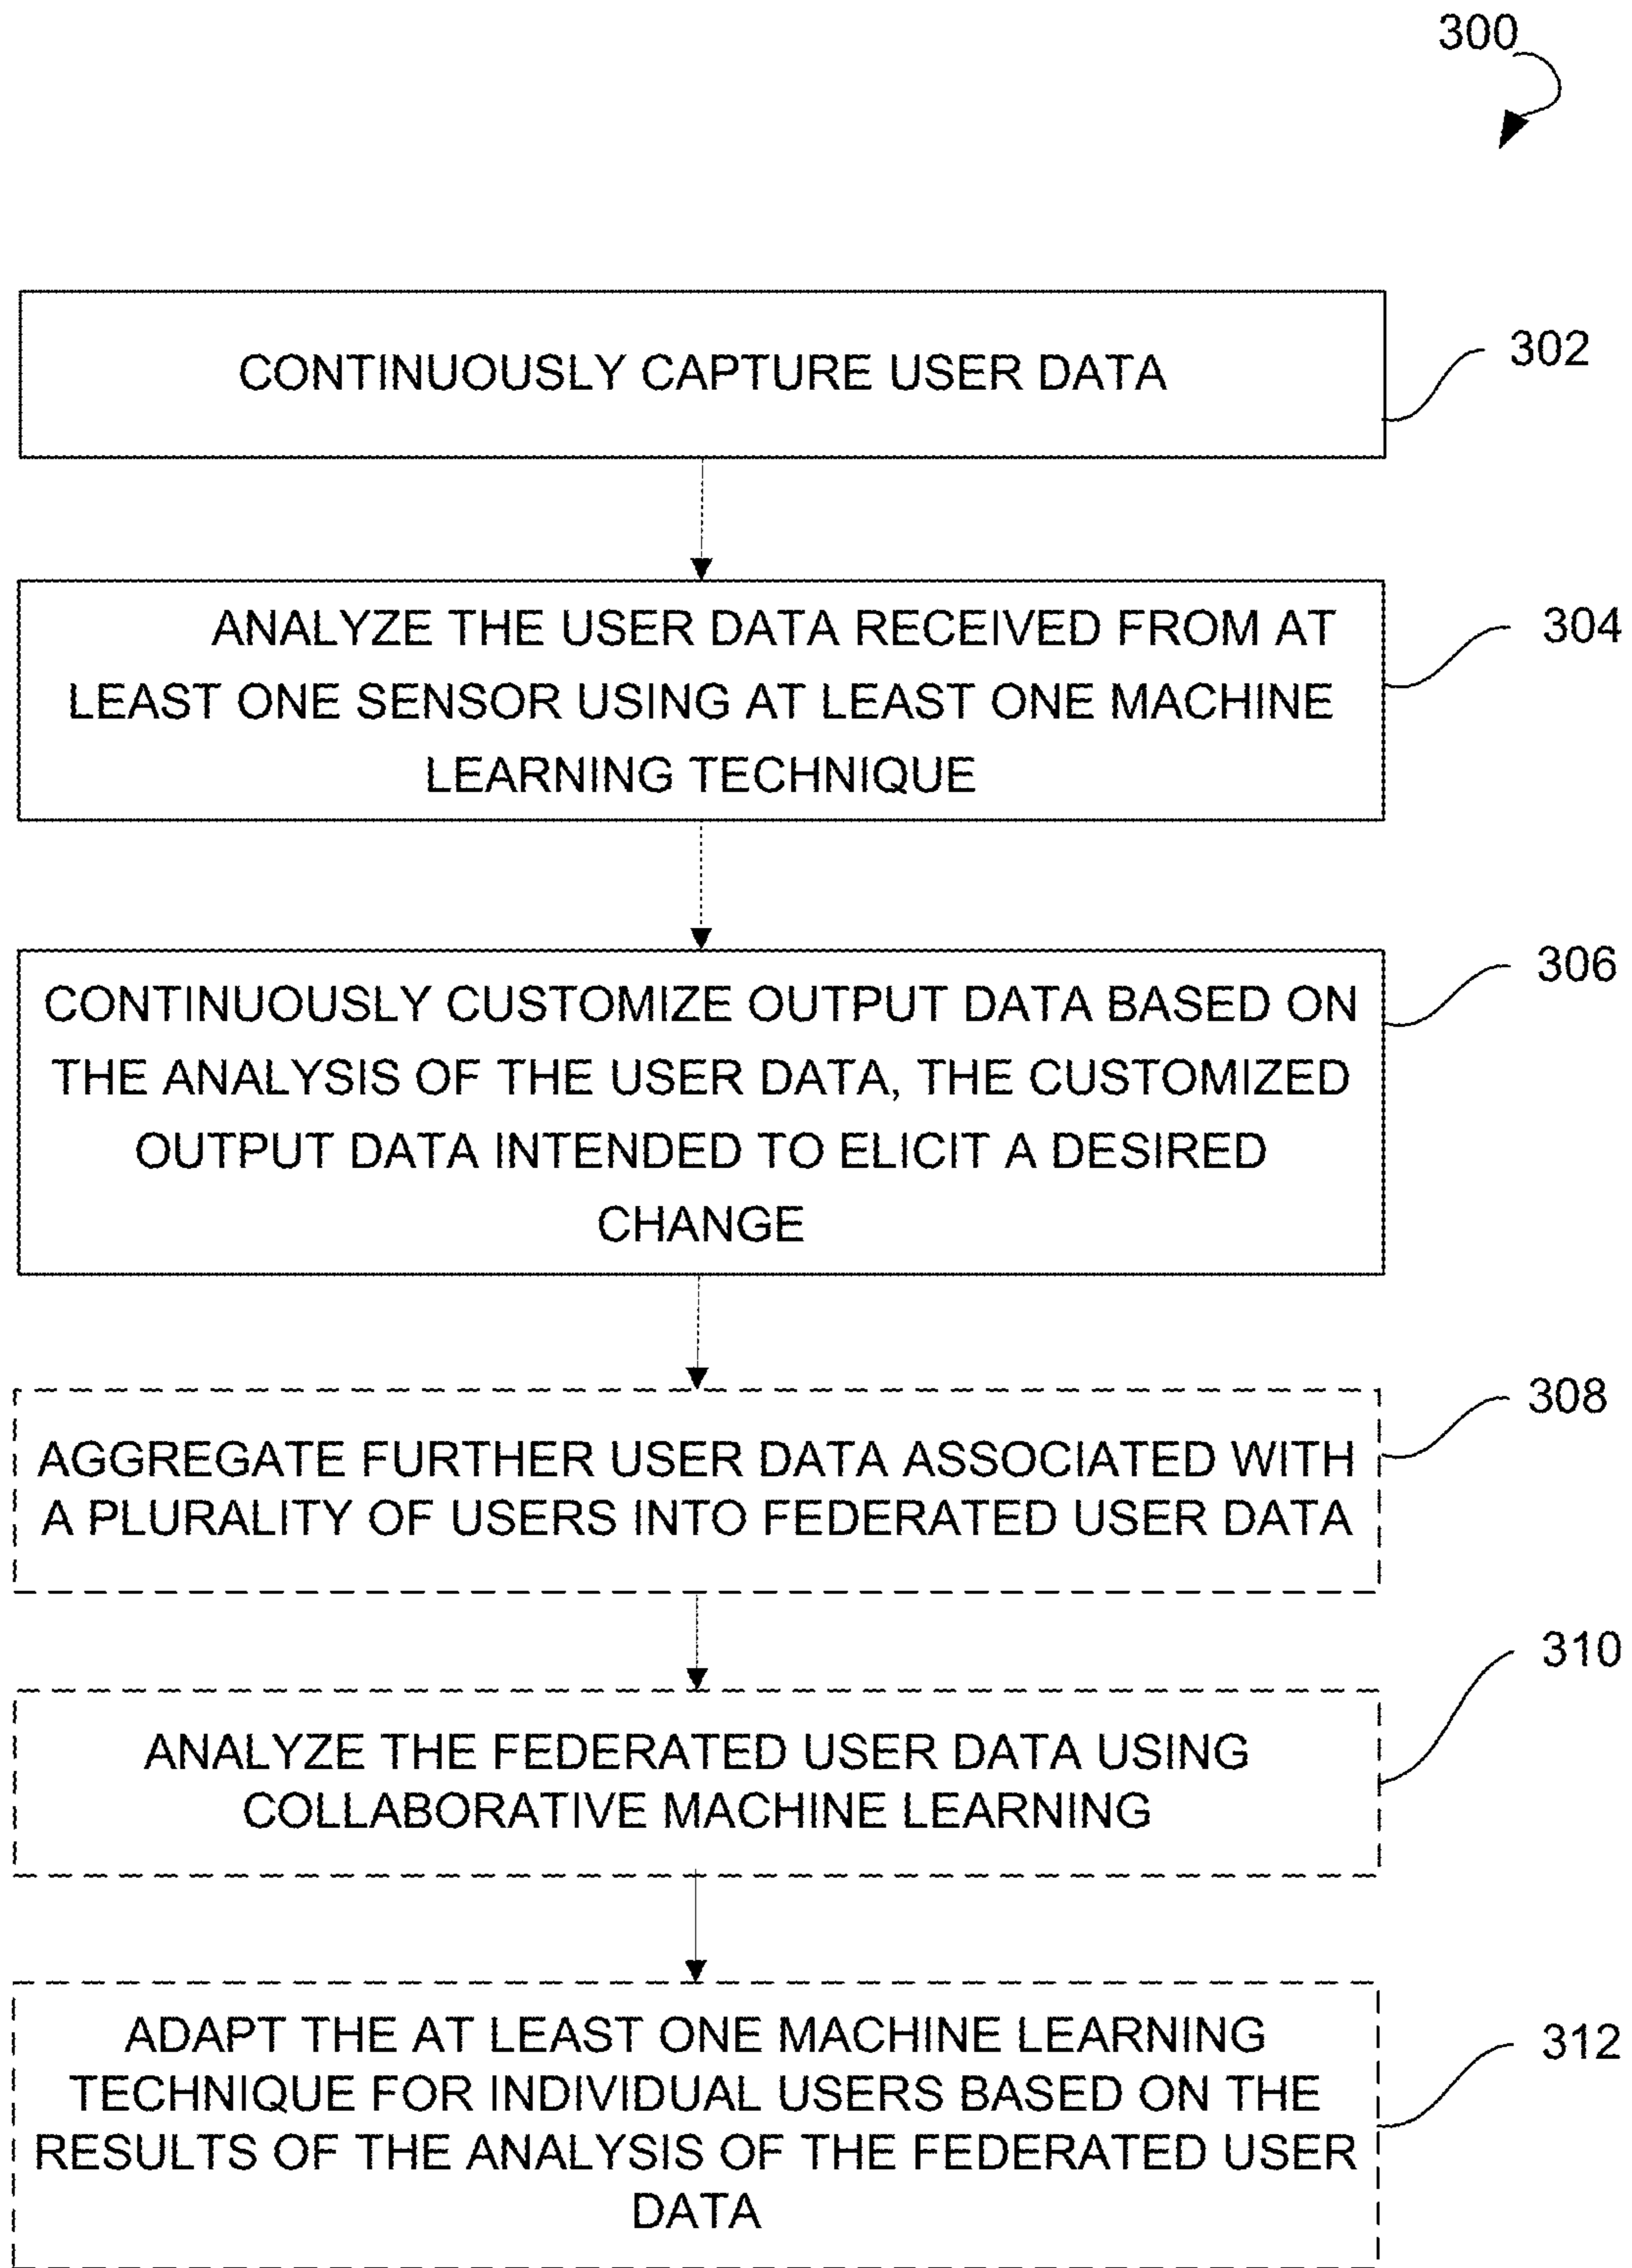 300
CONTINUOUSLY CAPTURE USER DATA
302
ANALYZE THE USER DATA RECEIVED FROM AT
LEAST ONE SENSOR USING AT LEAST ONE MACHINE
LEARNING TECHNIQUE
304
CONTINUOUSLY CUSTOMIZE OUTPUT DATA BASED ON
THE ANALYSIS OF THE USER DATA, THE CUSTOMIZED
OUTPUT DATA INTENDED TO ELICIT A DESIRED
CHANGE
306
AGGREGATE FURTHER USER DATA ASSOCIATED WITH
A PLURALITY OF USERS INTO FEDERATED USER DATA
308
ANALYZE THE FEDERATED USER DATA USING
COLLABORATIVE MACHINE LEARNING
310
ADAPT THE AT LEAST ONE MACHINE LEARNING
TECHNIQUE FOR INDIVIDUAL USERS BASED ON THE
RESULTS OF THE ANALYSIS OF THE FEDERATED USER
DATA
312